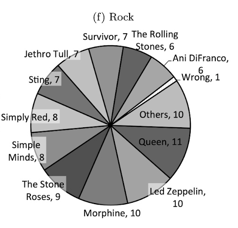 (f) Rock
Survivor, 7
The Rolling
Stones, 6
Jethro Tull, 7
Ani DiFranco,
6
Wrong, 1
Sting, 7
Others, 10
Simply Red, 8
Queen, 11
Simple
Minds, 8
The Stone
Roses, 9
Led Zeppelin,
10
Morphine, 10